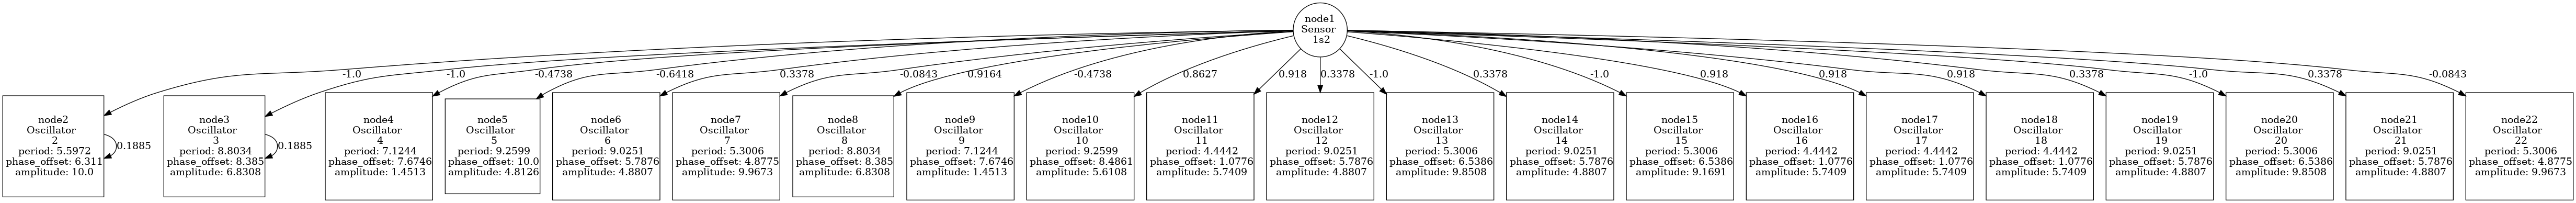 node1
Sensor
1s2
-1.0
-1.0
-0.4738
-0.6418
0.3378
-0.0843
0.9164
-0.4738
0.8627
0.918
0.3378
-1.0
0.3378
-1.0
0.918
0.918
0.918
0.3378
-1.0
0.3378
-0.0843
node2
Oscillator
2
period: 5.5972
phase_offset: 6.311
amplitude: 10.0
0.1885
node3
Oscillator
3
period: 8.8034
phase_offset: 8.385
amplitude: 6.8308
0.1885
node4
Oscillator
4
period: 7.1244
phase_offset: 7.6746
amplitude: 1.4513
node5
Oscillator
5
period: 9.2599
phase_offset: 10.0
amplitude: 4.8126
node6
Oscillator
6
period: 9.0251
phase_offset: 5.7876
amplitude: 4.8807
node7
Oscillator
7
period: 5.3006
phase_offset: 4.8775
amplitude: 9.9673
node8
Oscillator
8
period: 8.8034
phase_offset: 8.385
amplitude: 6.8308
node9
Oscillator
9
period: 7.1244
phase_offset: 7.6746
amplitude: 1.4513
node10
Oscillator
10
period: 9.2599
phase_offset: 8.4861
amplitude: 5.6108
node11
Oscillator
11
period: 4.4442
phase_offset: 1.0776
amplitude: 5.7409
node12
Oscillator
12
period: 9.0251
phase_offset: 5.7876
amplitude: 4.8807
node13
Oscillator
13
period: 5.3006
phase_offset: 6.5386
amplitude: 9.8508
node14
Oscillator
14
period: 9.0251
phase_offset: 5.7876
amplitude: 4.8807
node15
Oscillator
15
period: 5.3006
phase_offset: 6.5386
amplitude: 9.1691
node16
Oscillator
16
period: 4.4442
phase_offset: 1.0776
amplitude: 5.7409
node17
Oscillator
17
period: 4.4442
phase_offset: 1.0776
amplitude: 5.7409
node18
Oscillator
18
period: 4.4442
phase_offset: 1.0776
amplitude: 5.7409
node19
Oscillator
19
period: 9.0251
phase_offset: 5.7876
amplitude: 4.8807
node20
Oscillator
20
period: 5.3006
phase_offset: 6.5386
amplitude: 9.8508
node21
Oscillator
21
period: 9.0251
phase_offset: 5.7876
amplitude: 4.8807
node22
Oscillator
22
period: 5.3006
phase_offset: 4.8775
amplitude: 9.9673